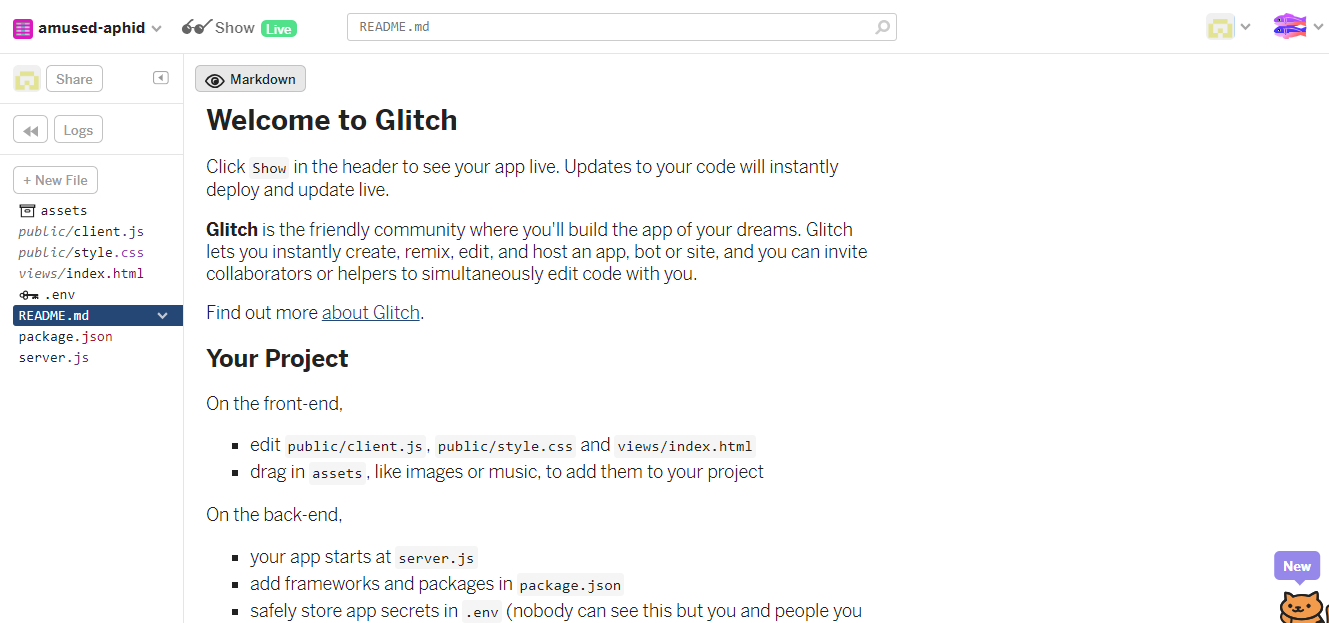 amused-aphid
Show Live
README.md
Share
Logs
+ New File
assets
public/client.js
public/style.css
views/index.html
.env
README.md
package.json
server.js
Markdown
Welcome to Glitch
Click Show in the header to see your app live. Updates to your code will instantly
deploy and update live.
Glitch is the friendly community where you'll build the app of your dreams. Glitch
lets you instantly create, remix, edit, and host an app, bot or site, and you can invite
collaborators or helpers to simultaneously edit code with you.
Find out more about Glitch.
Your Project
On the front-end,
edit public/client.js, public/style.css and views/index.html
drag in assets, like images or music, to add them to your project
On the back-end,
your app starts at server.js
add frameworks and packages in package.json
safely store app secrets in .env (nobody can see this but you and people you
New